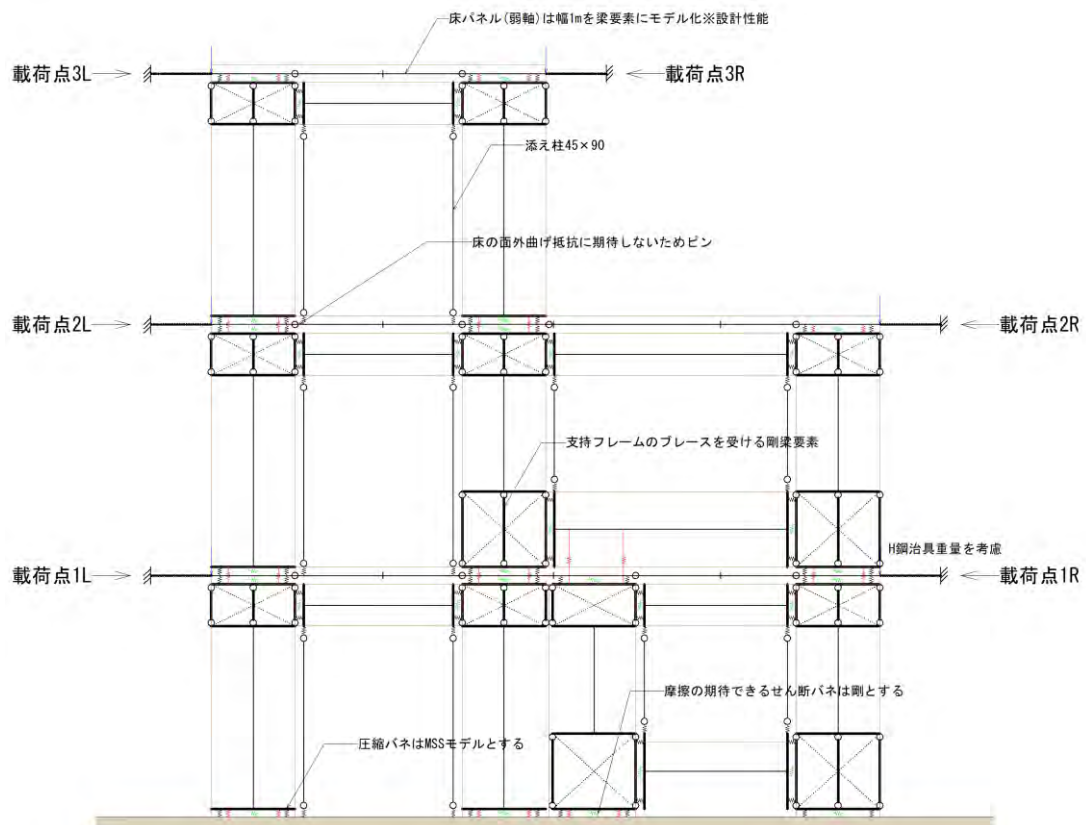 床パネル(弱軸)は幅1mを梁要素にモデル化※設計性能
載荷点3L
載荷点3R
添え柱45×90
床の面外曲げ抵抗に期待しないためピン
載荷点2L
載荷点2R
支持フレームのブレースを受ける剛梁要素
H鋼治具重量を考慮
載荷点1L
載荷点1R
摩擦の期待できるせん断バネは剛とする
圧縮バネはMSSモデルとする